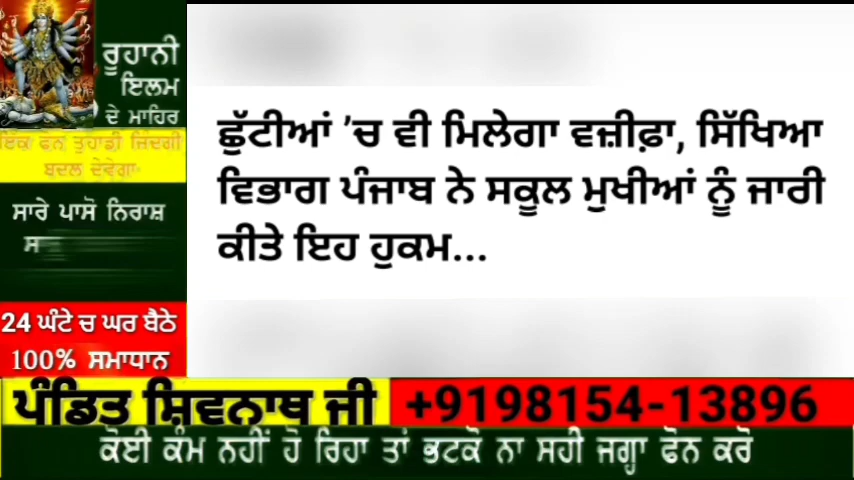 ਰੂਹਾਨੀ
ਇਲਮ
ਦੇ ਮਾਹਿਰ
ਇਕ ਫੋਨ ਤੁਹਾਡੀ ਜਿੰਦਗੀ
ਬਦਲ ਦੇਵੇਗਾ
ਸਾਰੇ ਪਾਸੋ ਨਿਰਾਸ਼
24 ਘੰਟੇ ਚ ਘਰ ਬੈਠੇ
100% ਸਮਾਧਾਨ
ਛੁੱਟੀਆਂ ’ਚ ਵੀ ਮਿਲੇਗਾ ਵਜ਼ੀਫ਼ਾ, ਸਿੱਖਿਆ
ਵਿਭਾਗ ਪੰਜਾਬ ਨੇ ਸਕੂਲ ਮੁਖੀਆਂ ਨੂੰ ਜਾਰੀ
ਕੀਤੇ ਇਹ ਹੁਕਮ...
ਪੰਡਿਤ ਸ਼ਿਵਨਾਥ ਜੀ +9198154-13896
ਕੋਈ ਕੰਮ ਨਹੀਂ ਹੋ ਰਿਹਾ ਤਾਂ ਭਟਕੋ ਨਾ ਸਹੀ ਜਗ੍ਹਾ ਫੋਨ ਕਰੋ